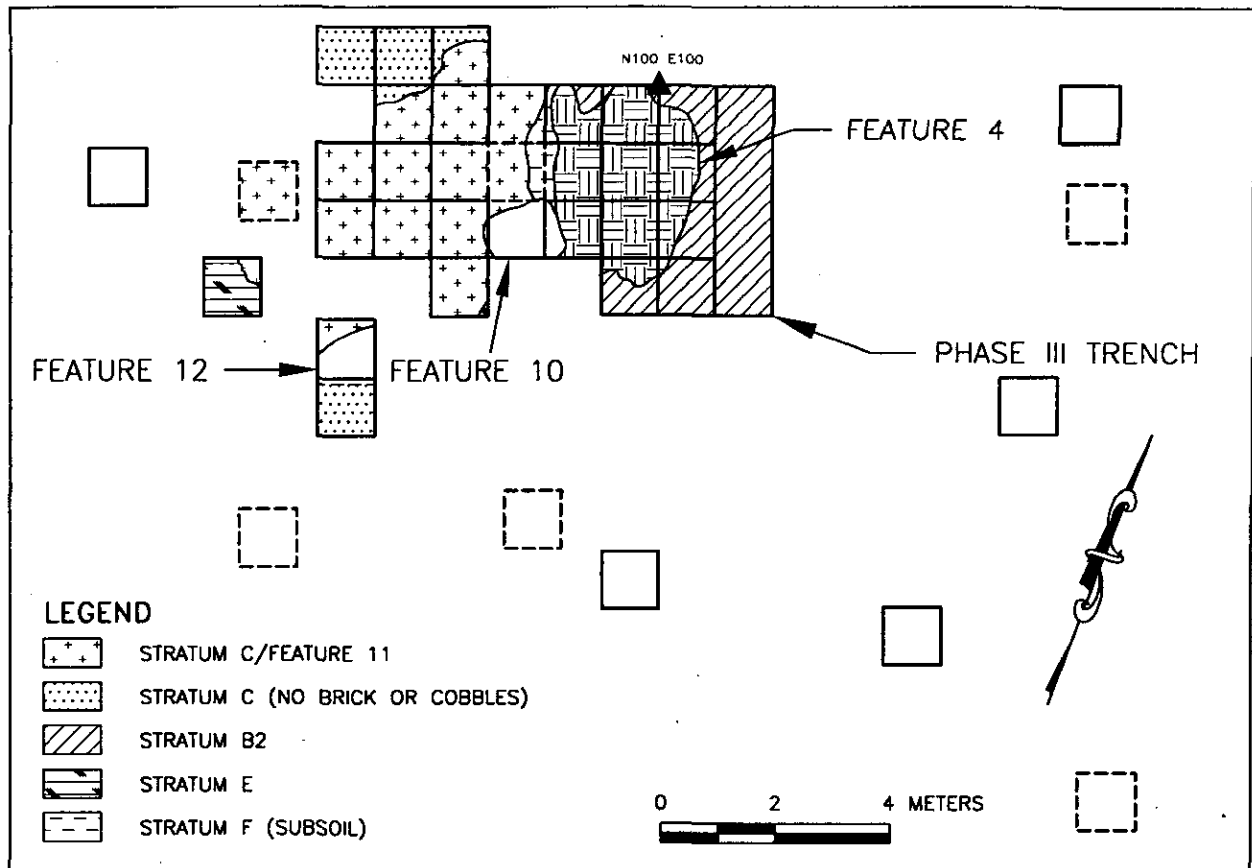 N100 E100
FEATURE 4
PHASE III TRENCH
FEATURE 12
FEATURE 10
LEGEND
STRATUM C/FEATURE 11
STRATUM C (NO BRICK OR COBBLES)
STRATUM B2
STRATUM E
STRATUM F (SUBSOIL)
0 2 4 METERS